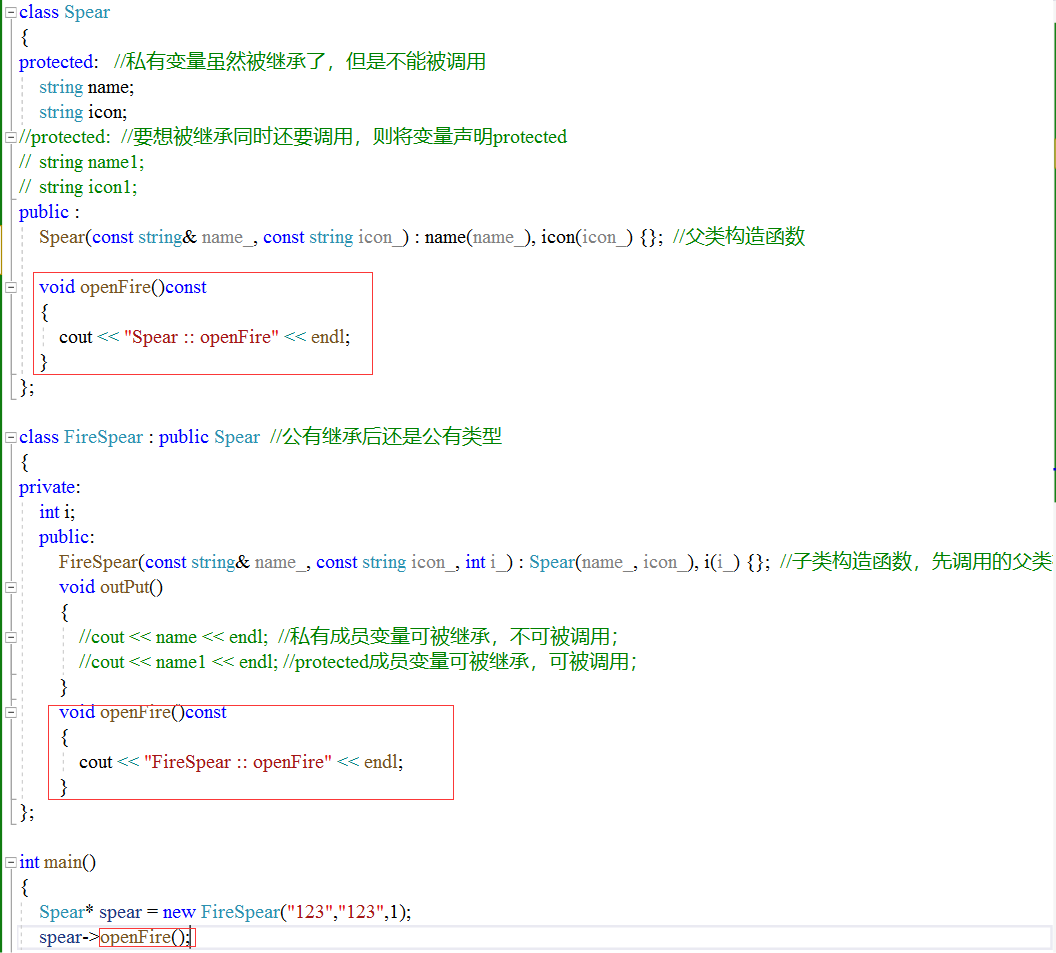 class Spear
{
protected:   //私有变量虽然被继承了，但是不能被调用
string name;
string icon;
//protected:  //要想被继承同时还要调用，则将变量声明protected
//  string name1;
//  string icon1;
public :
Spear(const string& name_, const string icon_) : name(name_), icon(icon_) {};  //父类构造函数
void openFire()const
{
cout << "Spear :: openFire" << endl;
}
};
class FireSpear : public Spear  //公有继承后还是公有类型
{
private:
int i;
public:
FireSpear(const string& name_, const string icon_, int i_) : Spear(name_, icon_), i(i_) {};  //子类构造函数，先调用的父类
void outPut()
{
//cout << name << endl;  //私有成员变量可被继承，不可被调用；
//cout << name1 << endl; //protected成员变量可被继承，可被调用；
}
void openFire()const
{
cout << "FireSpear :: openFire" << endl;
}
};
int main()
{
Spear* spear = new FireSpear("123","123",1);
spear->openFire();